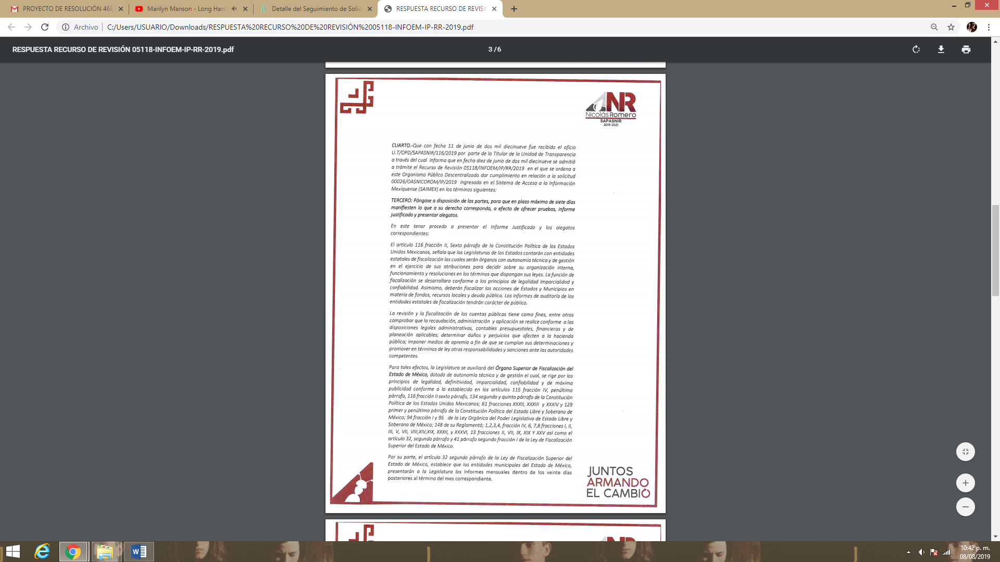 PROYECTO DE RESOLUCIÓN 468
Marilyn Manson - Long Hard
Detalle del Seguimiento de Solic
RESPUESTA RECURSO DE REVISI
Archivo
C:/Users/USUARIO/Downloads/RESPUESTA%20RECURSO%20DE%20REVISIÓN%2005118-INFOEM-IP-RR-2019.pdf
RESPUESTA RECURSO DE REVISIÓN 05118-INFOEM-IP-RR-2019.pdf
3 / 6
NR
Nicolás Romero
SAPASNIR
2019-2021
CUARTO.-Que con fecha 11 de junio de dos mil diecinueve fue recibido el oficio
U.T/OPD/SAPASNIR/116/2019 por parte de la Titular de la Unidad de Transparencia
a través del cual informa que en fecha diez de junio de dos mil diecinueve se admitió
a trámite el Recurso de Revisión 05118/INFOEM/IP/RR/2019 en el que se ordena a
este Organismo Público Descentralizado dar cumplimiento en relación a la solicitud
00026/OASNICOROM/IP/2019 ingresada en el Sistema de Acceso a la Información
Mexiquense (SAIMEX) en los términos siguientes:
TERCERO: Póngase a disposición de las partes, para que en plazo máximo de siete días
manifiesten lo que a su derecho corresponda, a efecto de ofrecer pruebas, informe
justificado y presentar alegatos.
En este tenor procedo a presentar el Informe Justificado y los alegatos
correspondientes:
El artículo 116 fracción II, Sexto párrafo de la Constitución Política de los Estados
Unidos Mexicanos, señala que las Legislaturas de los Estados contarán con entidades
estatales de fiscalización las cuales serán órganos con autonomía técnica y de gestión
en el ejercicio de sus atribuciones para decidir sobre su organización interna,
funcionamiento y resoluciones en los términos que dispongan sus leyes. La función de
fiscalización se desarrollara conforme a los principios de legalidad imparcialidad y
confiabilidad. Asimismo, deberán fiscalizar las acciones de Estados y Municipios en
materia de fondos, recursos locales y deuda pública. Los informes de auditoría de las
entidades estatales de fiscalización tendrán carácter de público.
La revisión y la fiscalización de las cuentas públicas tiene como fines, entre otros
comprobar que la recaudación, administración y aplicación se realice conforme a las
disposiciones legales administrativas, contables presupuestales, financieras y de
planeación aplicables; determinar daños y perjuicios que afecten a la hacienda
pública; imponer medios de apremio a fin de que se cumplan sus determinaciones y
promover en términos de ley otras responsabilidades y sanciones ante las autoridades
competentes.
Para tales efectos, la Legislatura se auxiliará del Órgano Superior de Fiscalización del
Estado de México, dotado de autonomía técnica y de gestión el cual, se rige por los
principios de legalidad, definitividad, imparcialidad, confiabilidad y de máxima
publicidad conforme a lo establecido en los artículos 115 fracción IV, penúltimo
párrafo, 116 fracción II sexto párrafo, 134 segundo y quinto párrafo de la Constitución
Política de los Estados Unidos Mexicanos; 61 fracciones XXXII, XXXIII y XXXIV y 129
primer y penúltimo párrafo de la Constitución Política del Estado Libre y Soberano de
México; 94 fracción I y 95 de la Ley Orgánica del Poder Legislativo de Estado Libre y
Soberano de México; 148 de su Reglamentó; 1,2,3,4, fracción IV, 6, 7,8 fracciones I, II,
III, V, VII, VIII,XIV,XIX, XXXII, y XXXVI, 13 fracciones II, VII, IX, XIX Y XXV así como el
artículo 32, segundo párrafo y 41 párrafo segundo fracción I de la Ley de Fiscalización
Superior del Estado de México.
Por su parte, el artículo 32 segundo párrafo de la Ley de Fiscalización Superior del
Estado de México, establece que las entidades municipales del Estado de México,
presentarán a la Legislatura los informes mensuales dentro de los veinte días
posteriores al término del mes correspondiente.
JUNTOS
ARMANDO
EL CAMBIO
NR
10:42 p. m.
08/08/2019